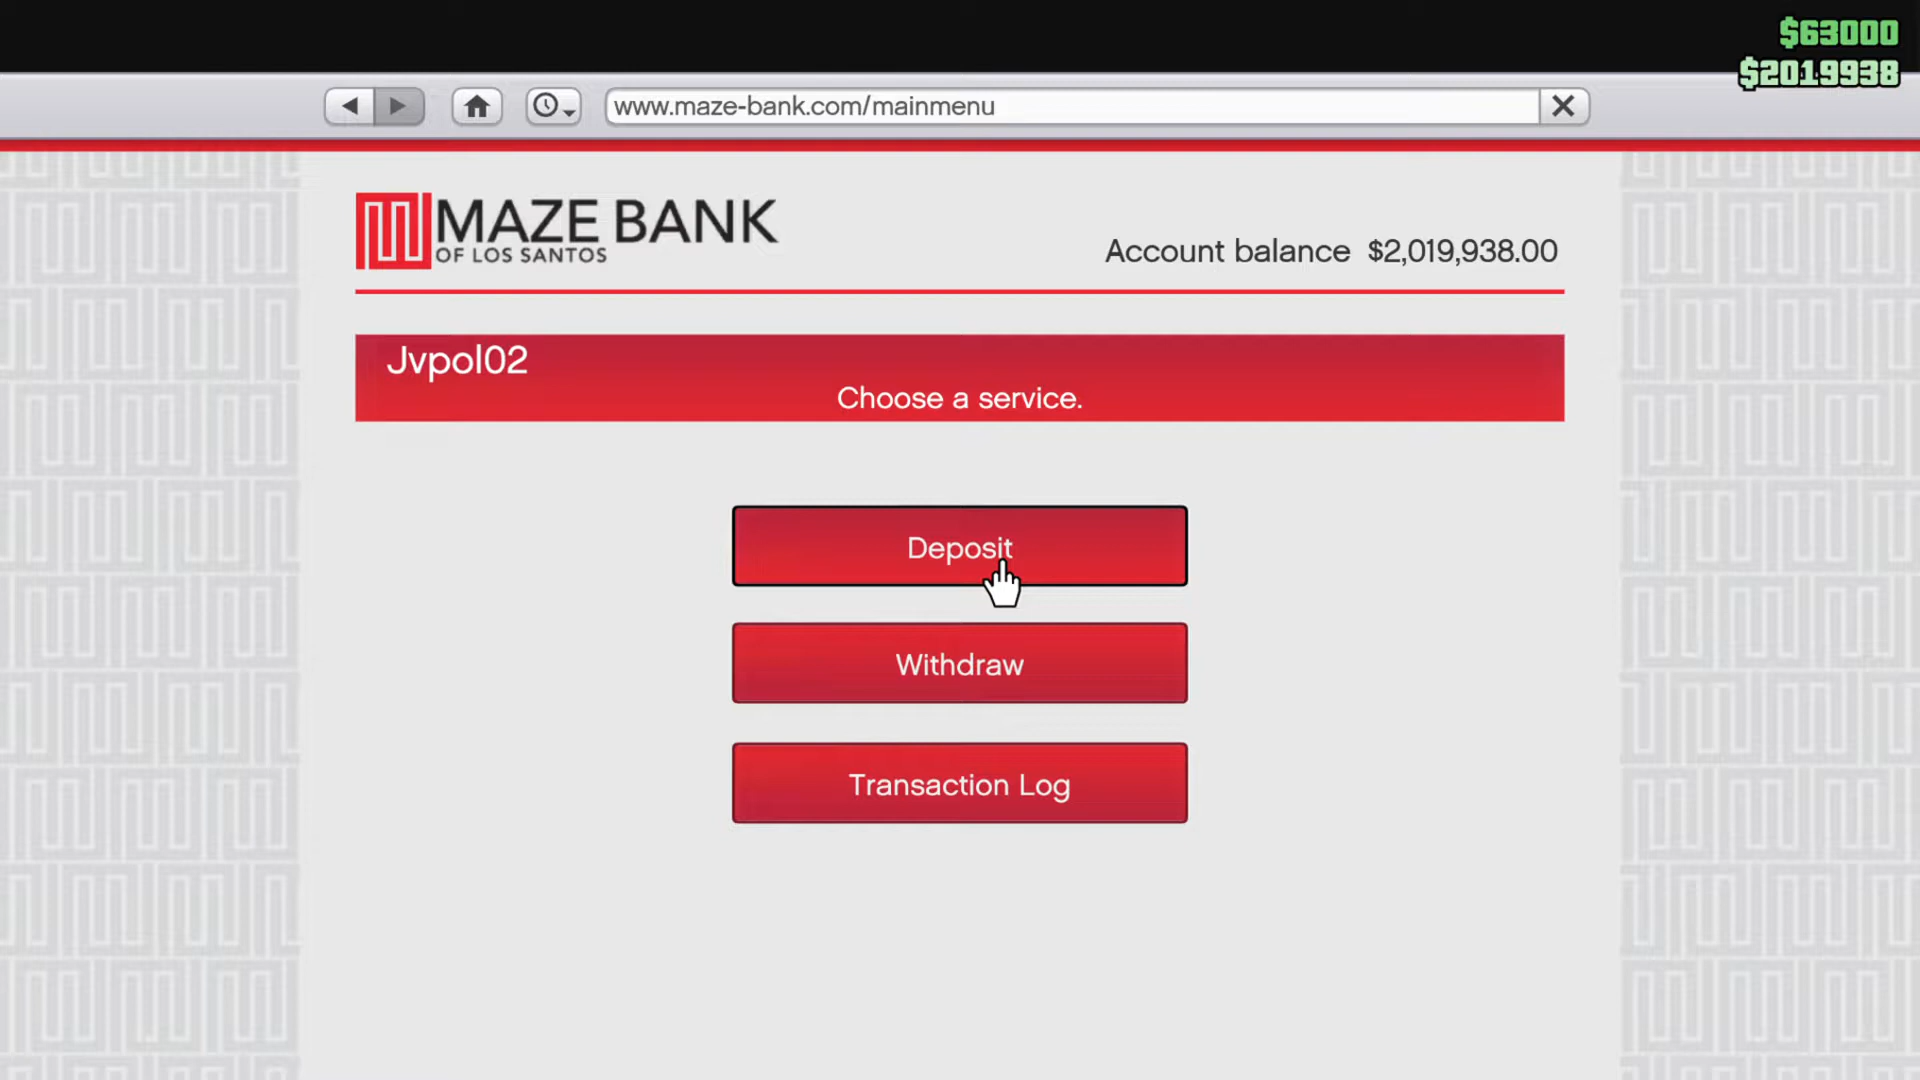 $63000
$2019938
www.maze-bank.com/mainmenu
MAZE BANK
OF LOS SANTOS
Account balance $2,019,938.00
Jvpol02
Choose a service.
Deposit
Withdraw
Transaction Log